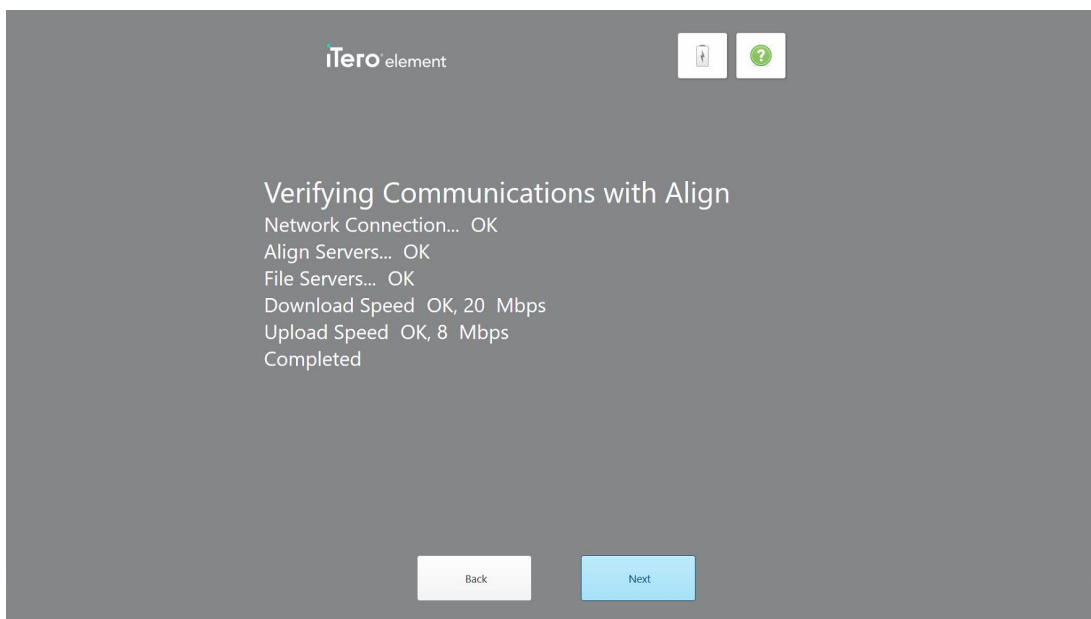 iTero element
Verifying Communications with Align
Network Connection... OK
Align Servers... OK
File Servers... OK
Download Speed OK, 20 Mbps
Upload Speed OK, 8 Mbps
Completed
Back
Next